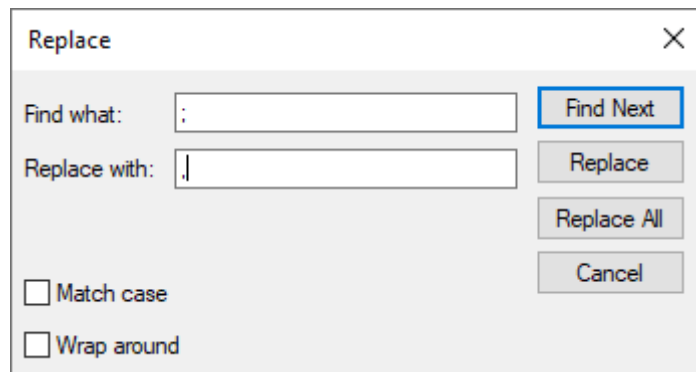 Replace
Find what: ;
Find Next
Replace with: ,
Replace
Replace All
Cancel
Match case
Wrap around